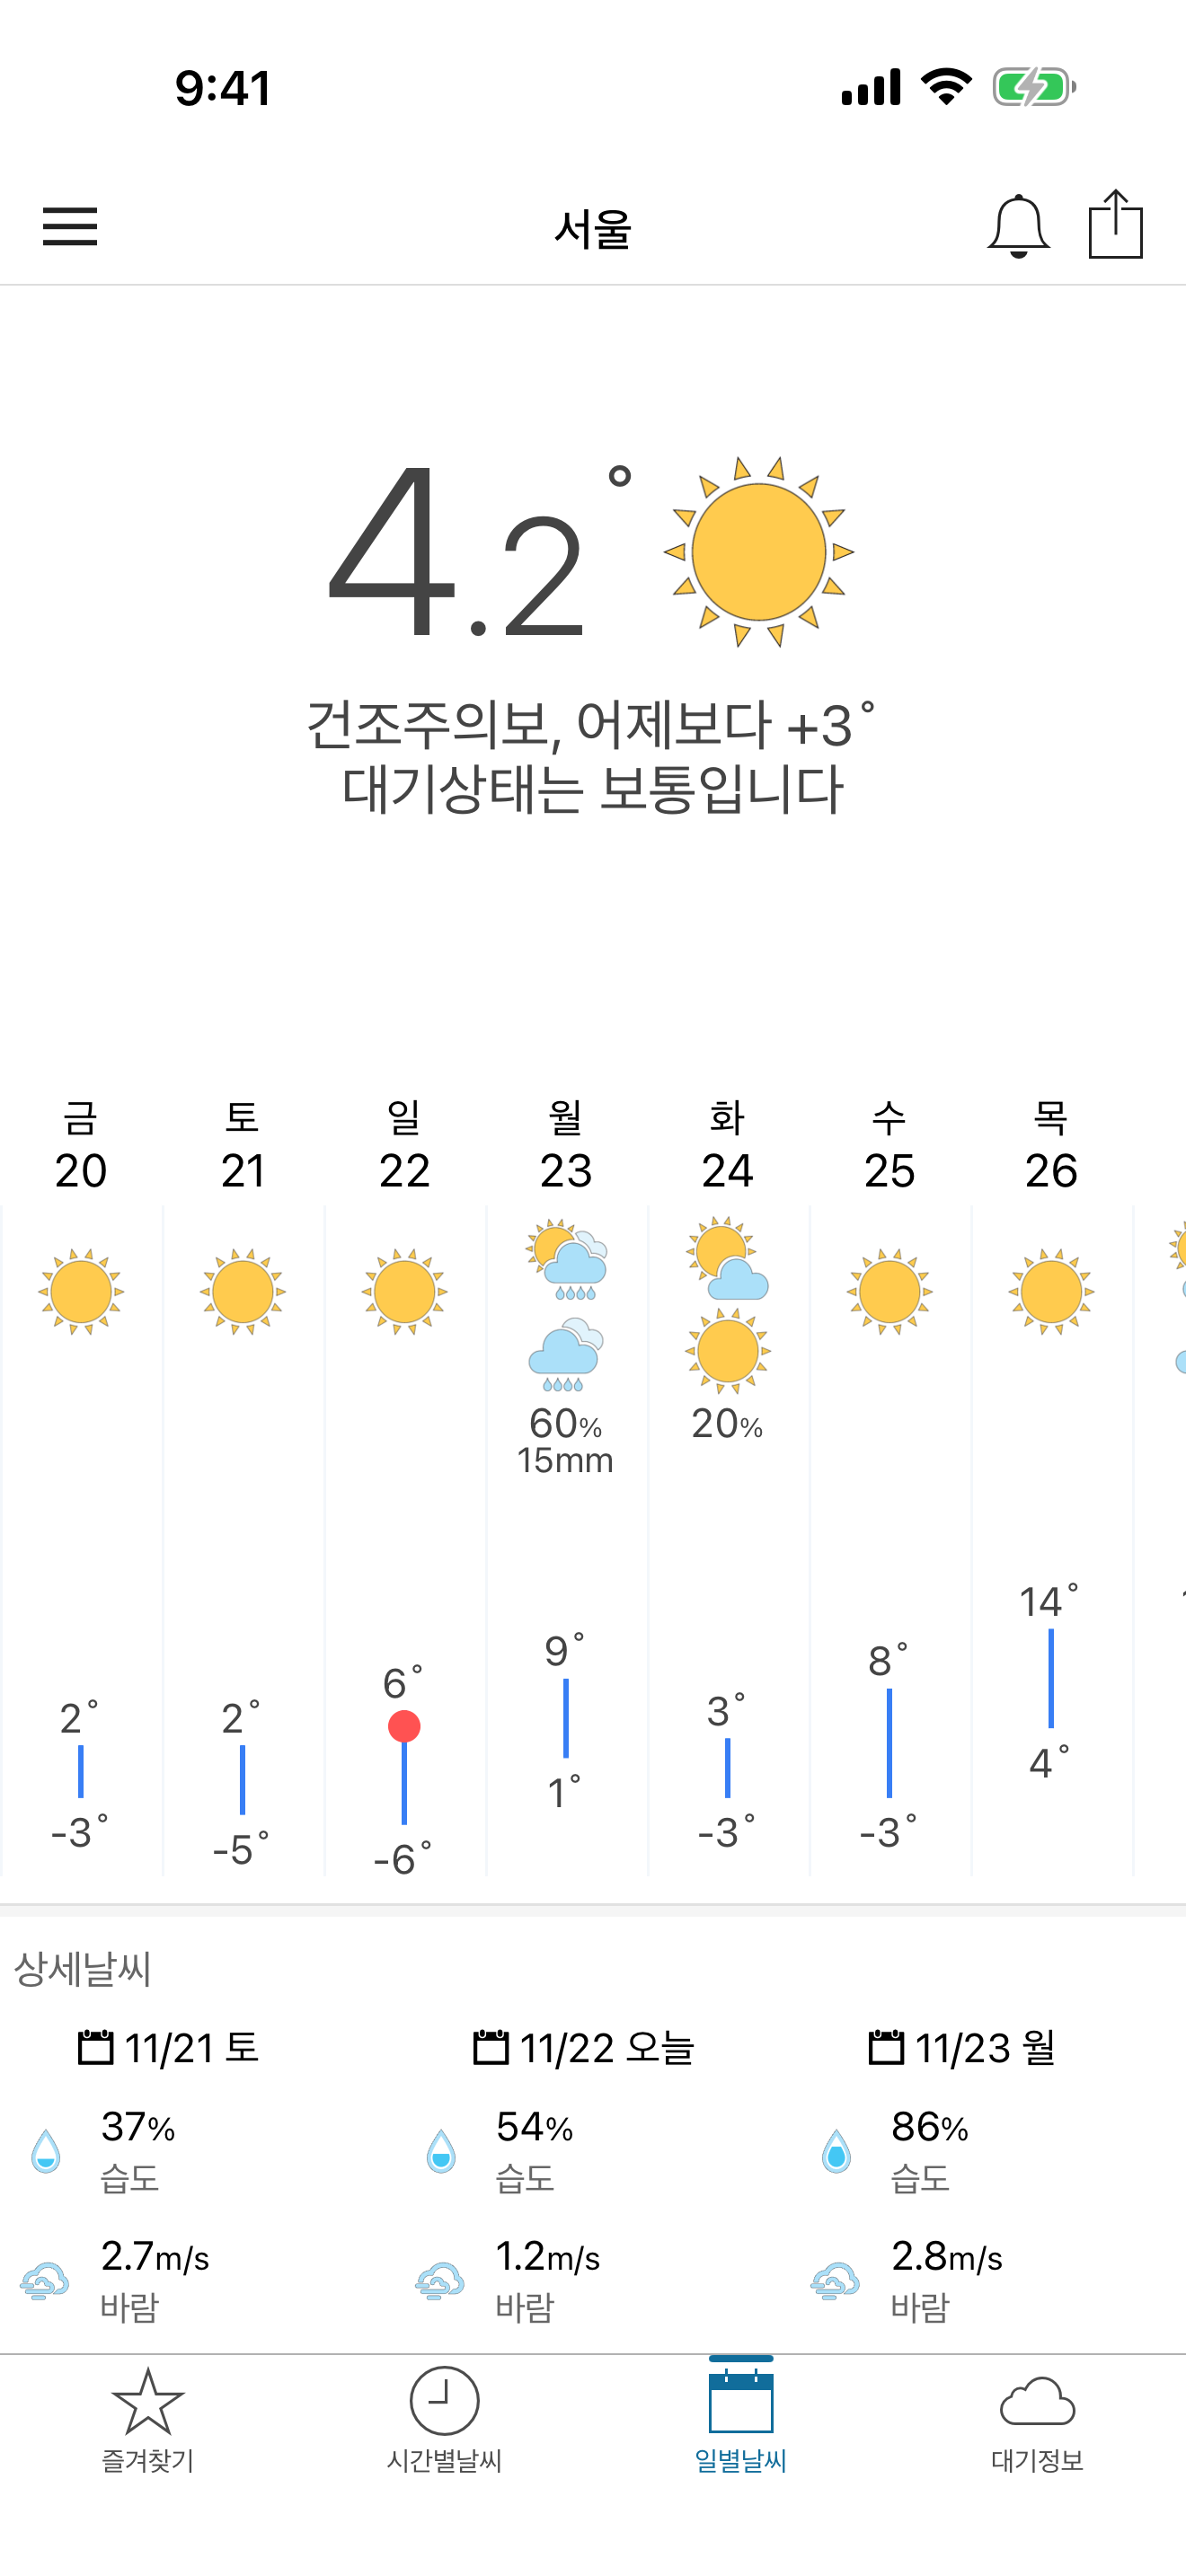 9:41
서울
4.2°
건조주의보, 어제보다 +3°
대기상태는 보통입니다
금 토 일 월 화 수 목
20 21 22 23 24 25 26
60% 20%
15mm
2° 2° 6° 9° 3° 8° 14°
-3° -5° -6° 1° -3° -3° 4°
상세날씨
11/21 토 11/22 오늘 11/23 월
37% 54% 86%
습도 습도 습도
2.7m/s 1.2m/s 2.8m/s
바람 바람 바람
즐겨찾기 시간별날씨 일별날씨 대기정보